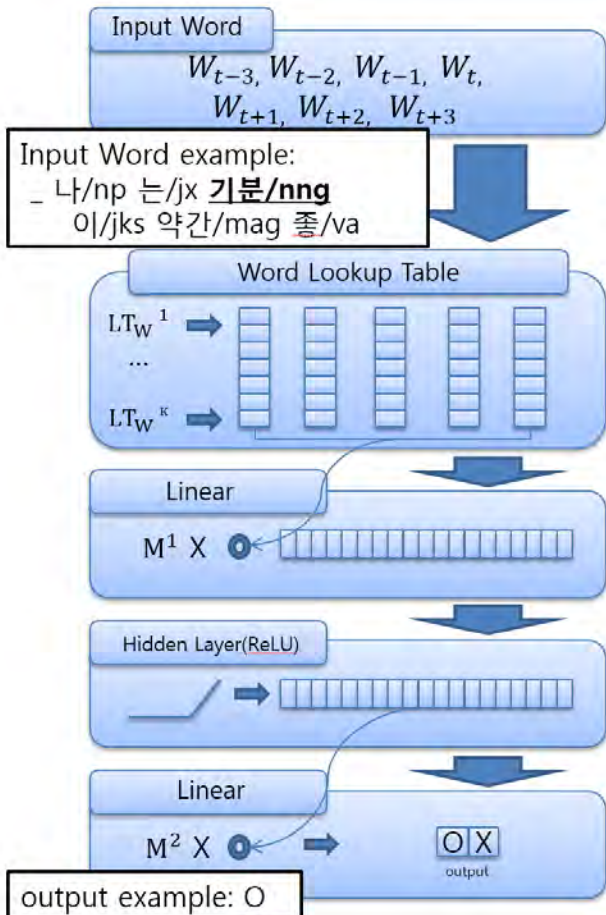 Input Word
W_{t-3}, W_{t-2}, W_{t-1}, W_t,
W_{t+1}, W_{t+2}, W_{t+3}
Input Word example:
_ 나/np 는/jx 기분/nng
이/jks 약간/mag 좋/va
Word Lookup Table
LT_W ^1
...
LT_W ^K
Linear
M^1 X
Hidden Layer(ReLU)
Linear
M^2 X
O X
output
output example: O